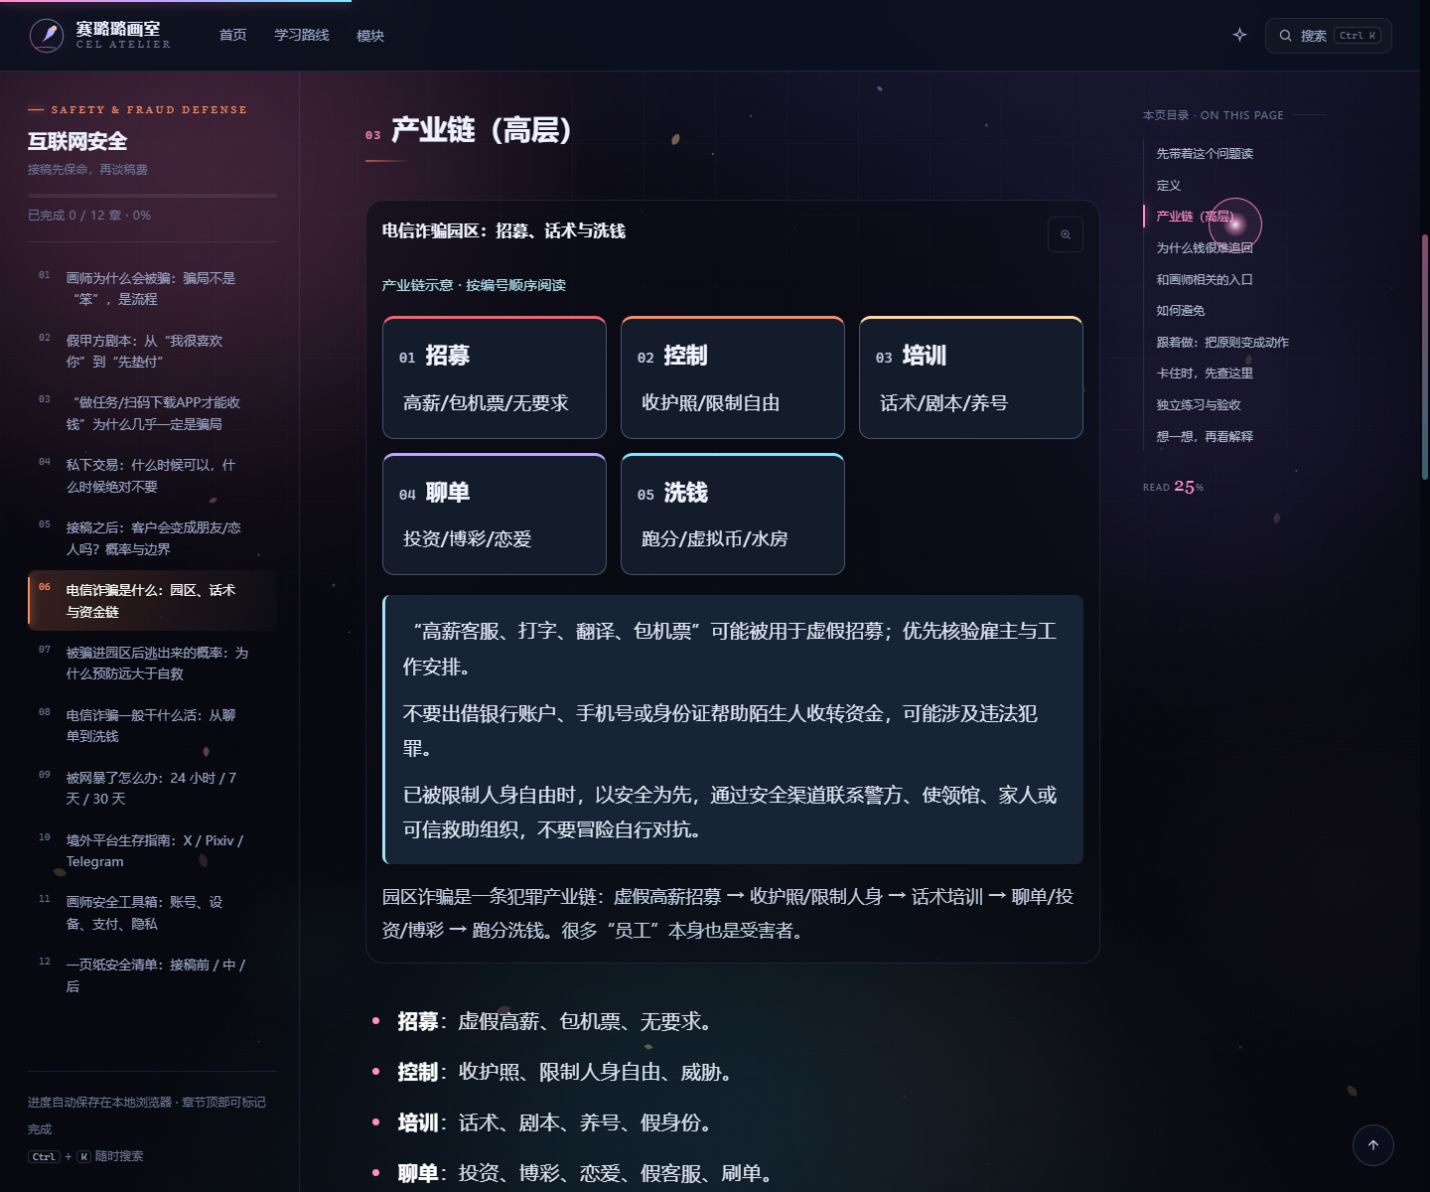 赛璐璐画室
CEL ATELIER
首页
学习路线
模块
搜索 Ctrl K
SAFETY & FRAUD DEFENSE
互联网安全
接稿先保命，再谈稿费
已完成 0 / 12 章 · 0%
01 画师为什么会被骗：骗局不是
“笨”，是流程
02 假甲方剧本：从“我很喜欢
你”到“先垫付”
03 “做任务/扫码下载APP才能收
钱”为什么几乎一定是骗局
04 私下交易：什么时候可以，什
么时候绝对不要
05 接稿之后：客户会变成朋友/恋
人吗？概率与边界
06 电信诈骗是什么：园区、话术
与资金链
07 被骗进园区后逃出来的概率：为
什么预防远大于自救
08 电信诈骗一般干什么活：从聊
单到洗钱
09 被网暴了怎么办：24 小时 / 7
天 / 30 天
10 境外平台生存指南：X / Pixiv /
Telegram
11 画师安全工具箱：账号、设
备、支付、隐私
12 一页纸安全清单：接稿前 / 中 /
后
进度自动保存在本地浏览器 · 章节顶部可标记
完成
Ctrl + K 随时搜索
03 产业链（高层）
电信诈骗园区：招募、话术与洗钱
产业链示意 · 按编号顺序阅读
01 招募
高薪/包机票/无要求
02 控制
收护照/限制自由
03 培训
话术/剧本/养号
04 聊单
投资/博彩/恋爱
05 洗钱
跑分/虚拟币/水房
“高薪客服、打字、翻译、包机票”可能被用于虚假招募；优先核验雇主与工
作安排。
不要出借银行账户、手机号或身份证帮助陌生人收转资金，可能涉及违法犯
罪。
已被限制人身自由时，以安全为先，通过安全渠道联系警方、使领馆、家人或
可信救助组织，不要冒险自行对抗。
园区诈骗是一条犯罪产业链：虚假高薪招募 → 收护照/限制人身 → 话术培训 → 聊单/投
资/博彩 → 跑分洗钱。很多“员工”本身也是受害者。
招募：虚假高薪、包机票、无要求。
控制：收护照、限制人身自由、威胁。
培训：话术、剧本、养号、假身份。
聊单：投资、博彩、恋爱、假客服、刷单。
本页目录 · ON THIS PAGE
先带着这个问题读
定义
产业链（高层）
为什么钱很难追回
和画师相关的入口
如何避免
跟着做：把原则变成动作
卡住时，先查这里
独立练习与验收
想一想，再看解释
READ 25%